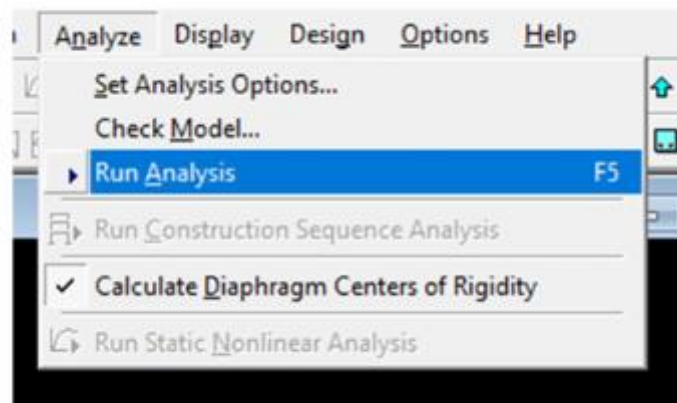 Analyze Display Design Options Help
Set Analysis Options...
Check Model...
Run Analysis F5
Run Construction Sequence Analysis
Calculate Diaphragm Centers of Rigidity
Run Static Nonlinear Analysis